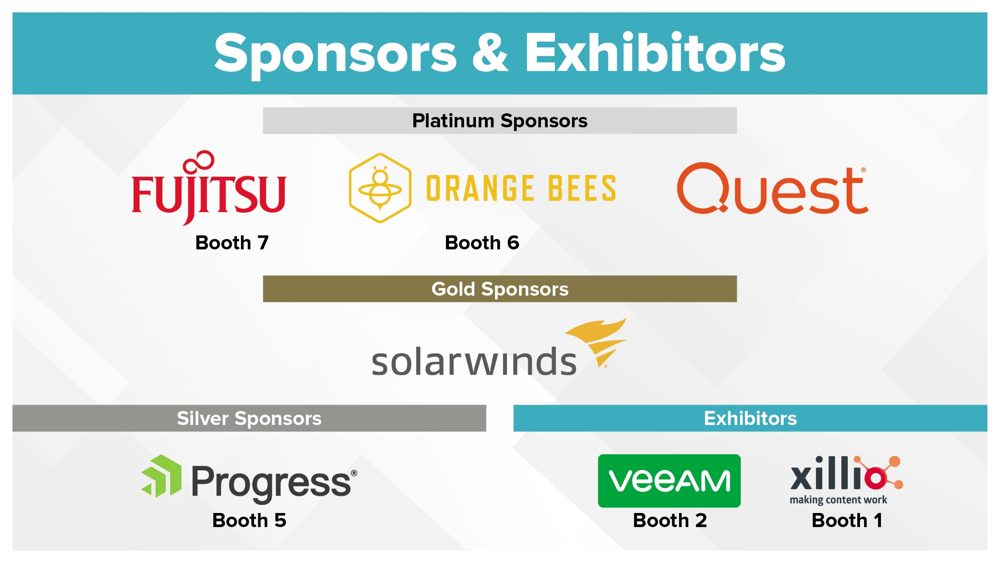 Sponsors & Exhibitors
Platinum Sponsors
FUJITSU
ORANGE BEES
Quest®
Booth 7
Booth 6
Gold Sponsors
solarwinds®
Silver Sponsors
Exhibitors
Progress®
veeAM
xillio
making content work
Booth 5
Booth 2
Booth 1